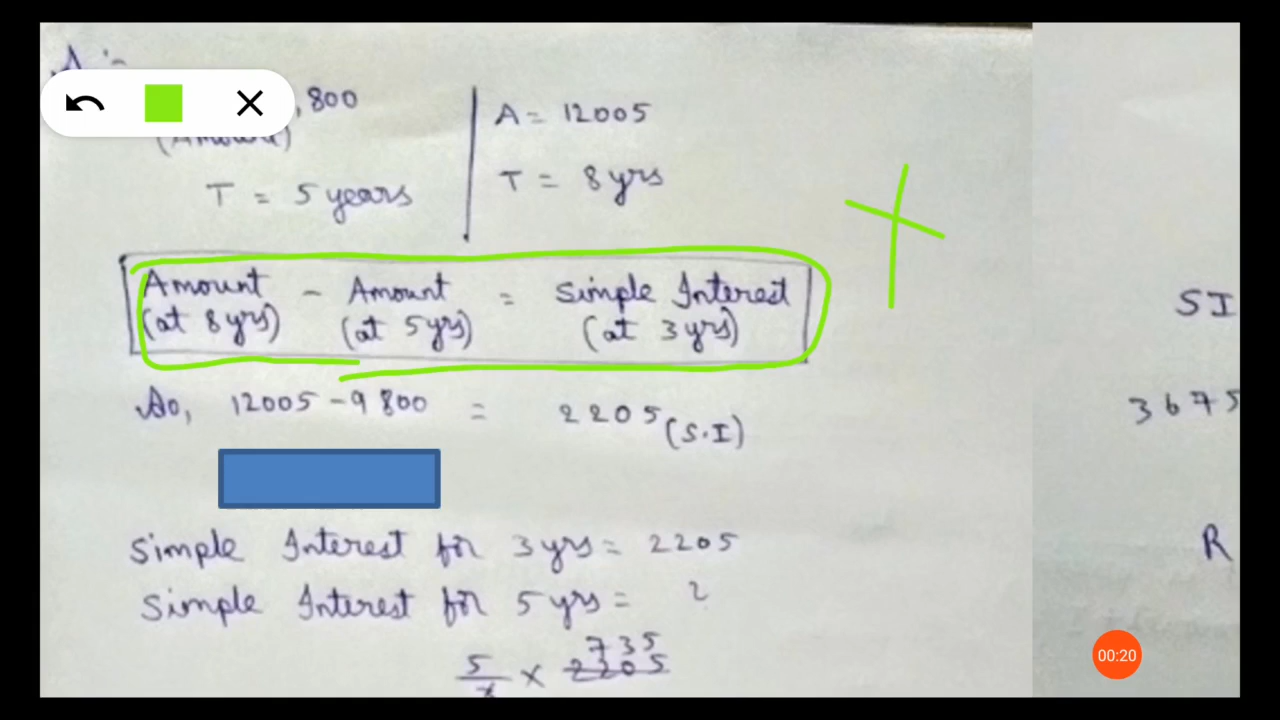 ,800
A = 12005
(Amount)
T = 5 years
T = 8 yrs
Amount - Amount = Simple Interest
(at 8 yrs) (at 5 yrs) (at 3 yrs)
SI
So, 12005 - 9800 = 2205 (S.I)
3675
Simple Interest for 3 yrs = 2205
R
Simple Interest for 5 yrs = ?
735
5 × 2205
00:20